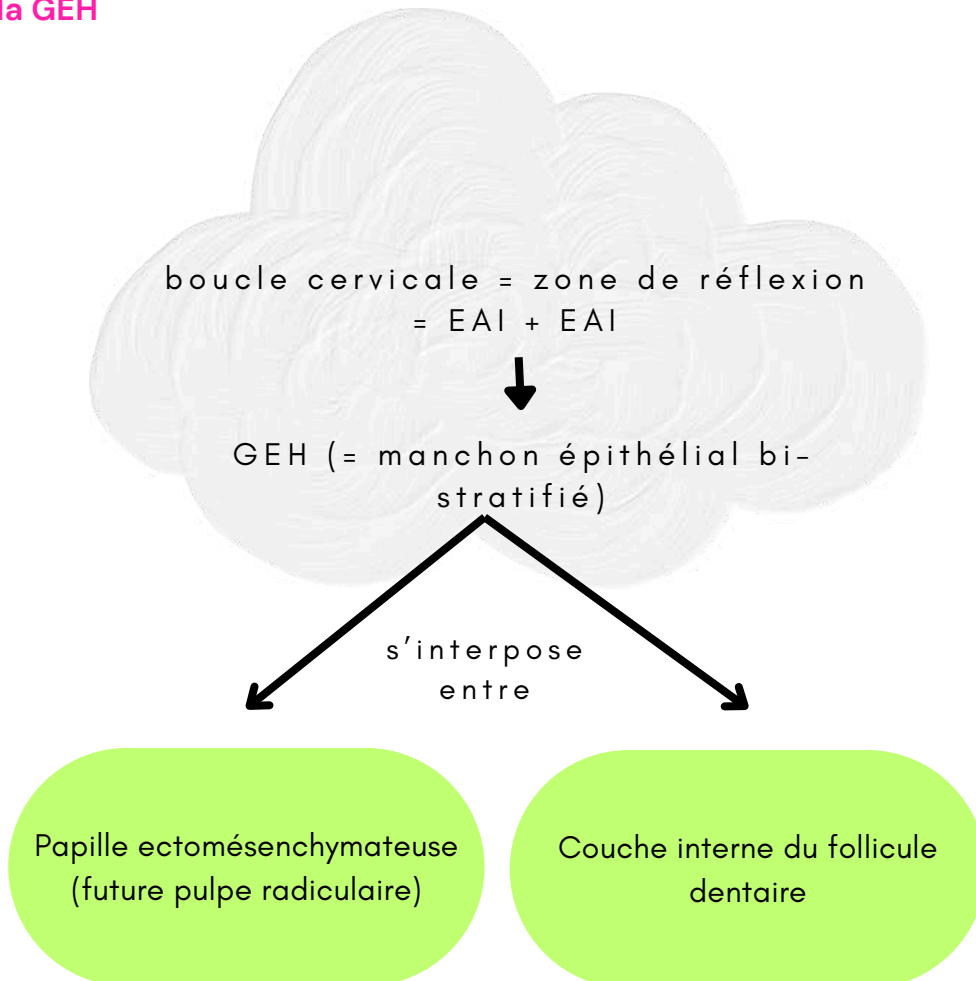 la GEH
boucle cervicale = zone de réflexion
= EAI + EAI
GEH (= manchon épithélial bi-
stratifié)
s'interpose
entre
Papille ectomésenchymateuse
(future pulpe radiculaire)
Couche interne du follicule
dentaire